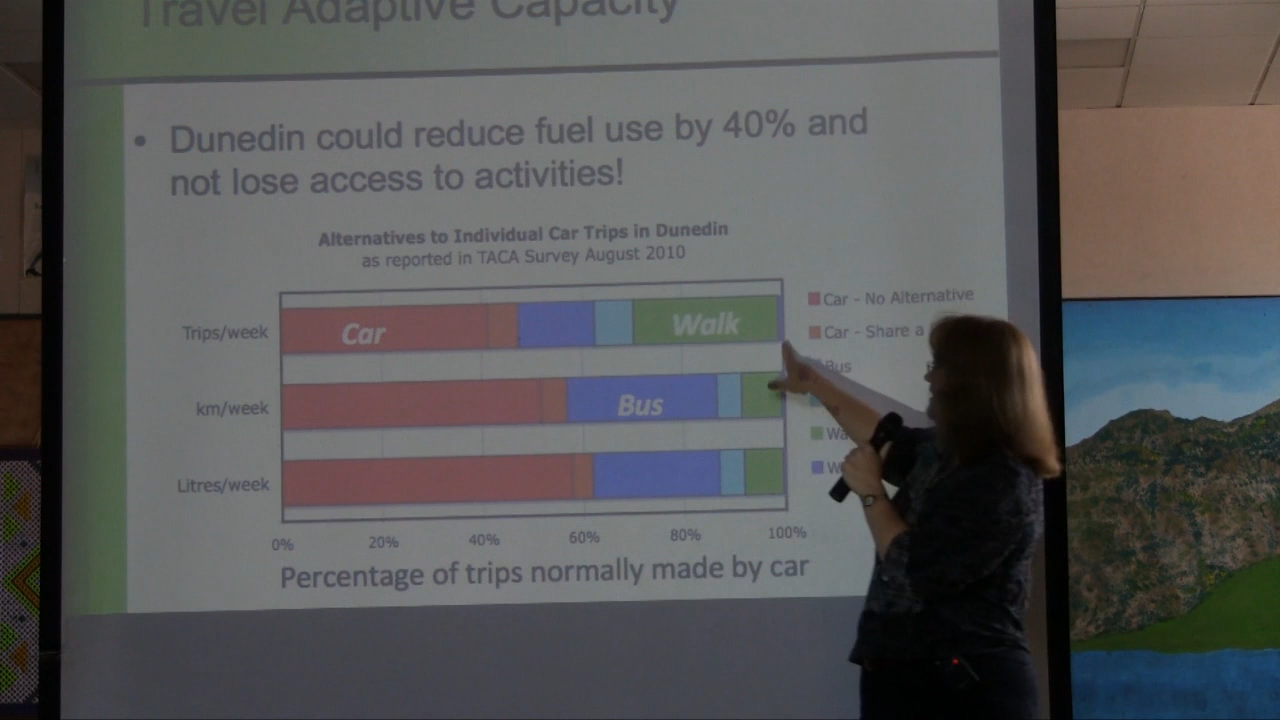 Travel Adaptive Capacity
• Dunedin could reduce fuel use by 40% and
not lose access to activities!
Alternatives to Individual Car Trips in Dunedin
as reported in TACA Survey August 2010
Trips/week
Car
Walk
km/week
Bus
Litres/week
0% 20% 40% 60% 80% 100%
Percentage of trips normally made by car
Car - No Alternative
Car - Share a
Bus